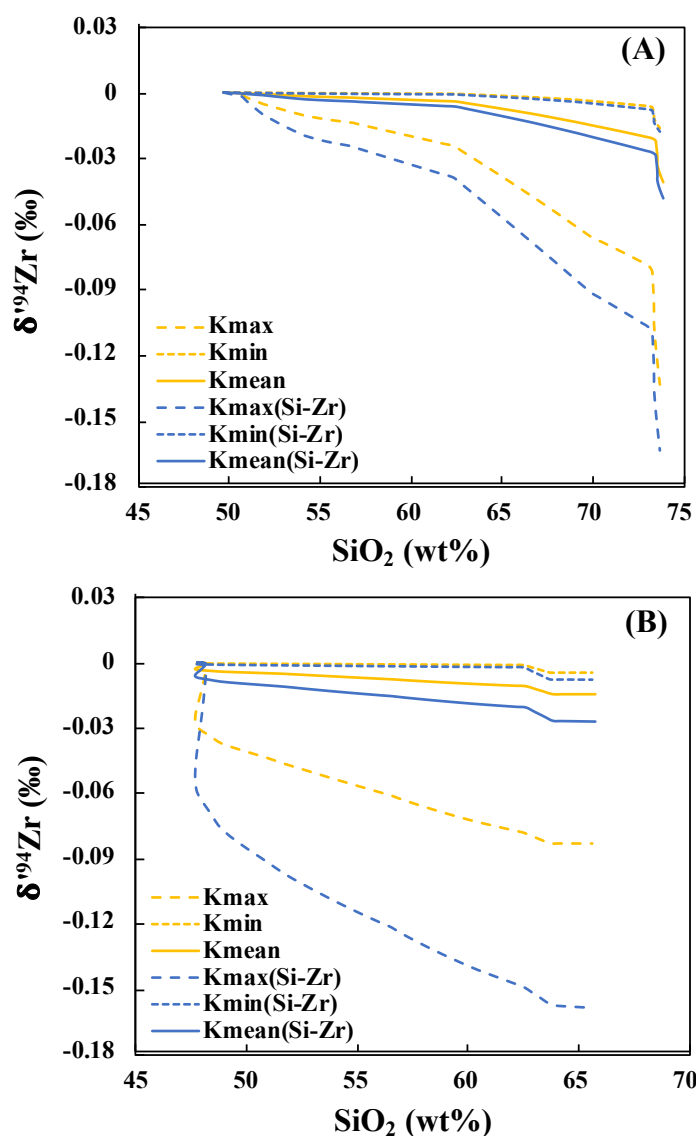 0.03
(A)
0
-0.03
-0.06
-0.09
-0.12
-0.15
-0.18
δ'⁹⁴Zr (‰)
Kmax
Kmin
Kmean
Kmax(Si-Zr)
Kmin(Si-Zr)
Kmean(Si-Zr)
45 50 55 60 65 70 75
SiO₂ (wt%)
0.03
(B)
0
-0.03
-0.06
-0.09
-0.12
-0.15
-0.18
δ'⁹⁴Zr (‰)
Kmax
Kmin
Kmean
Kmax(Si-Zr)
Kmin(Si-Zr)
Kmean(Si-Zr)
45 50 55 60 65 70
SiO₂ (wt%)